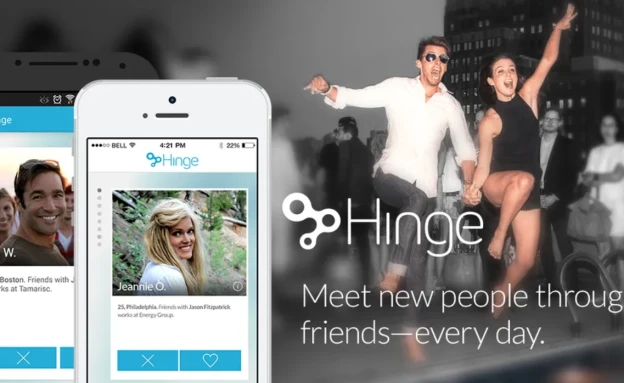 nge
W.
Boston. Friends with J
ks at Tamarisc.
BELL 4:21 PM 22%
Hinge
Jeannie O.
25, Philadelphia. Friends with Jason Fitzpatrick
works at Energy Group.
Hinge
Meet new people throug
friends—every day.